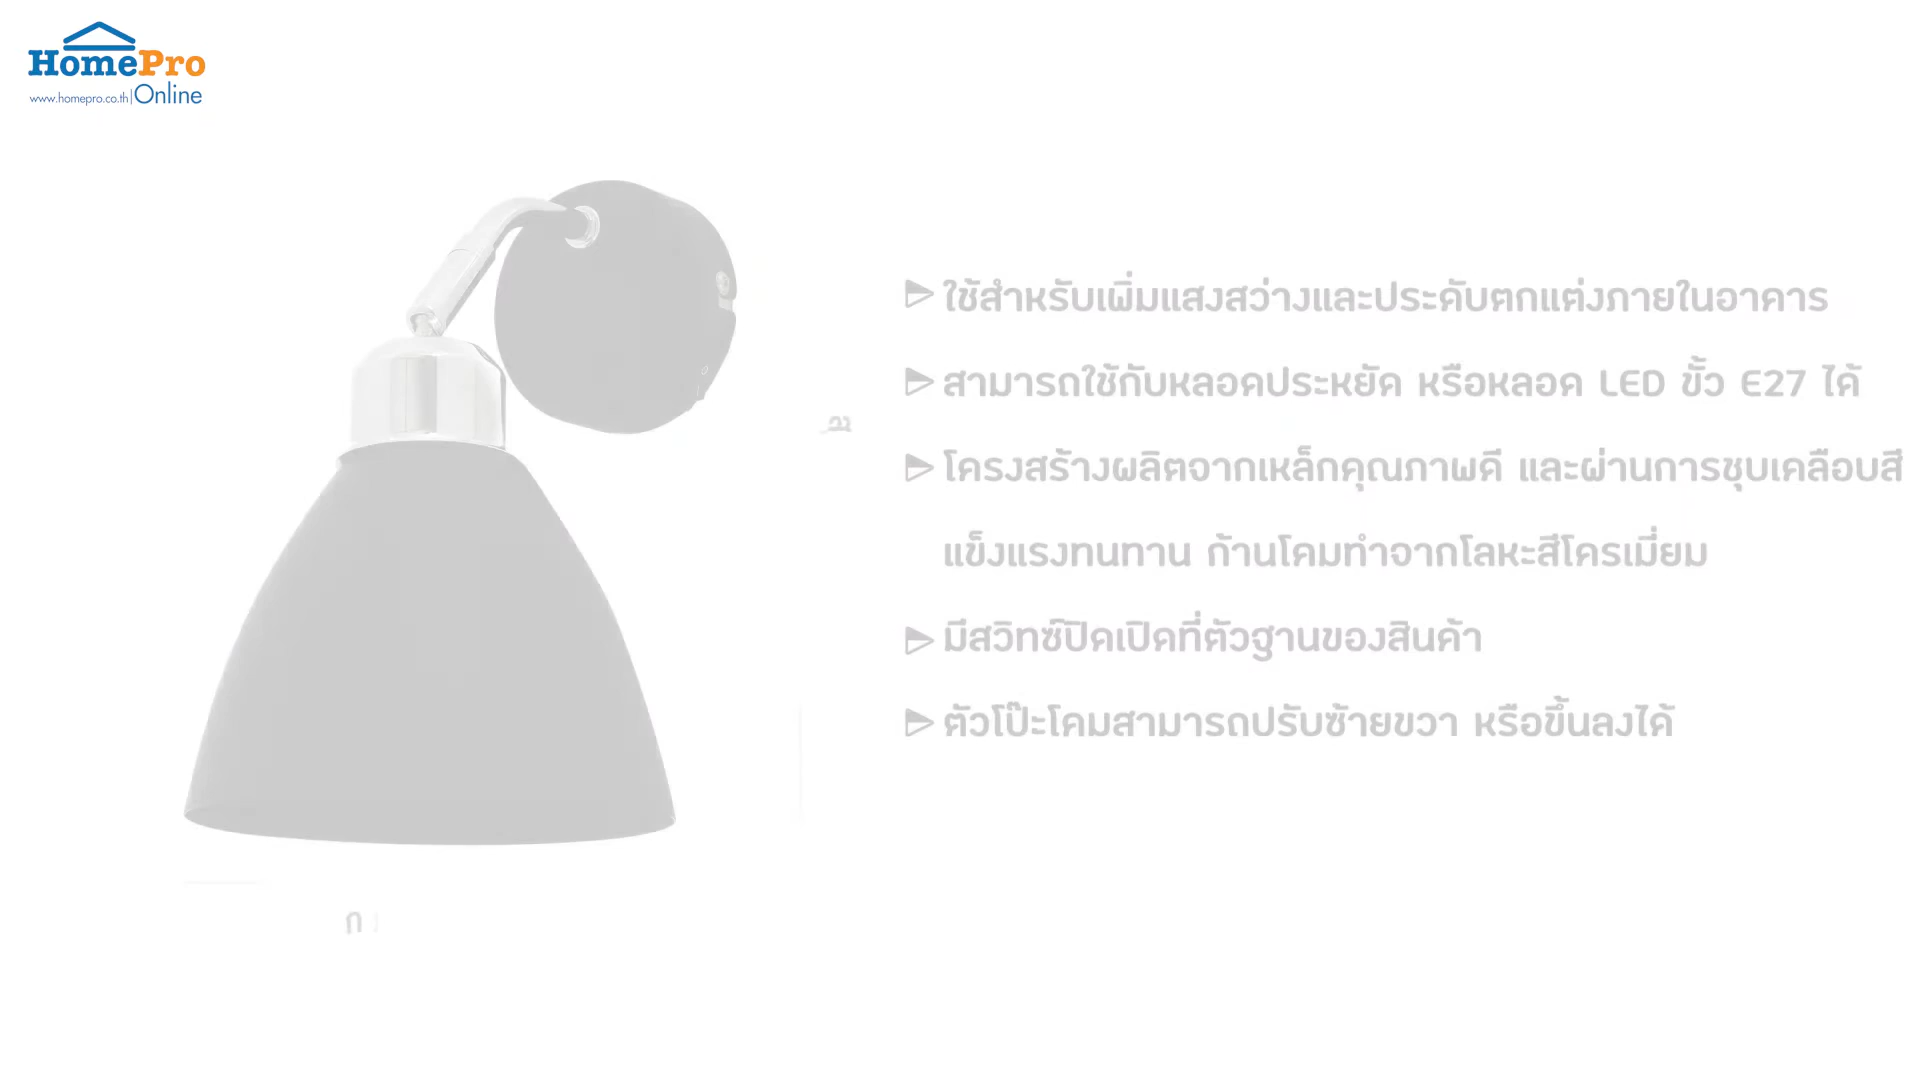 HomePro
www.homepro.co.th|Online
ใช้สำหรับเพิ่มแสงสว่างและประดับตกแต่งภายในอาคาร
สามารถใช้กับหลอดประหยัด หรือหลอด LED ขั้ว E27 ได้
โครงสร้างผลิตจากเหล็กคุณภาพดี และผ่านการชุบเคลือบสี
แข็งแรงทนทาน ก้านโคมทำจากโลหะสีโครเมี่ยม
มีสวิทซ์ปิดเปิดที่ตัวฐานของสินค้า
ตัวโป๊ะโคมสามารถปรับซ้ายขวา หรือขึ้นลงได้